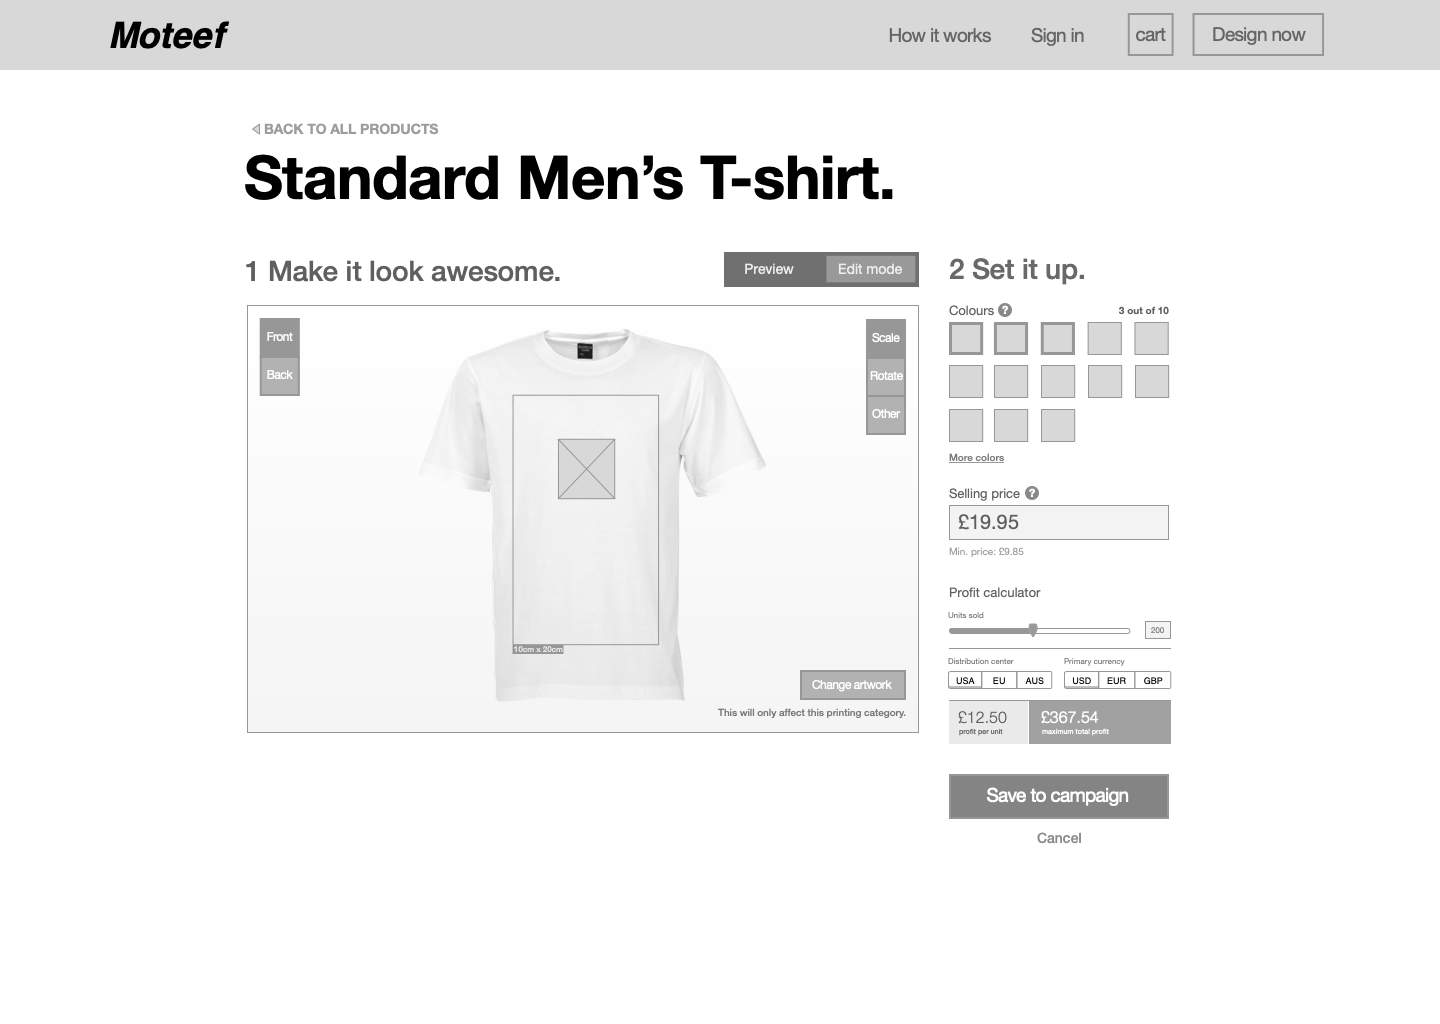 Moteef
How it works
Sign in
cart
Design now
BACK TO ALL PRODUCTS
Standard Men’s T-shirt.
1 Make it look awesome.
Preview
Edit mode
Front
Back
Scale
Rotate
Other
10cm x 20cm
Change artwork
This will only affect this printing category.
2 Set it up.
Colours ?
3 out of 10
More colors
Selling price ?
£19.95
Min. price: £9.85
Profit calculator
Units sold
200
Distribution center
Primary currency
USA EU AUS
USD EUR GBP
£12.50
profit per unit
£367.54
maximum total profit
Save to campaign
Cancel